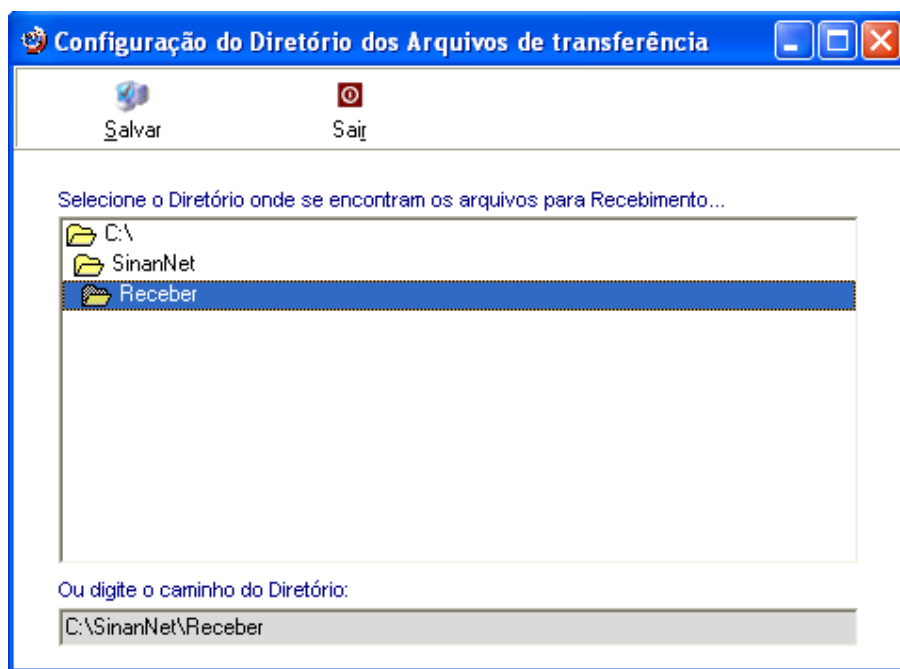 Configuração do Diretório dos Arquivos de transferência
Salvar
Sair
Selecione o Diretório onde se encontram os arquivos para Recebimento...
C:\
SinanNet
Receber
Ou digite o caminho do Diretório:
C:\SinanNet\Receber